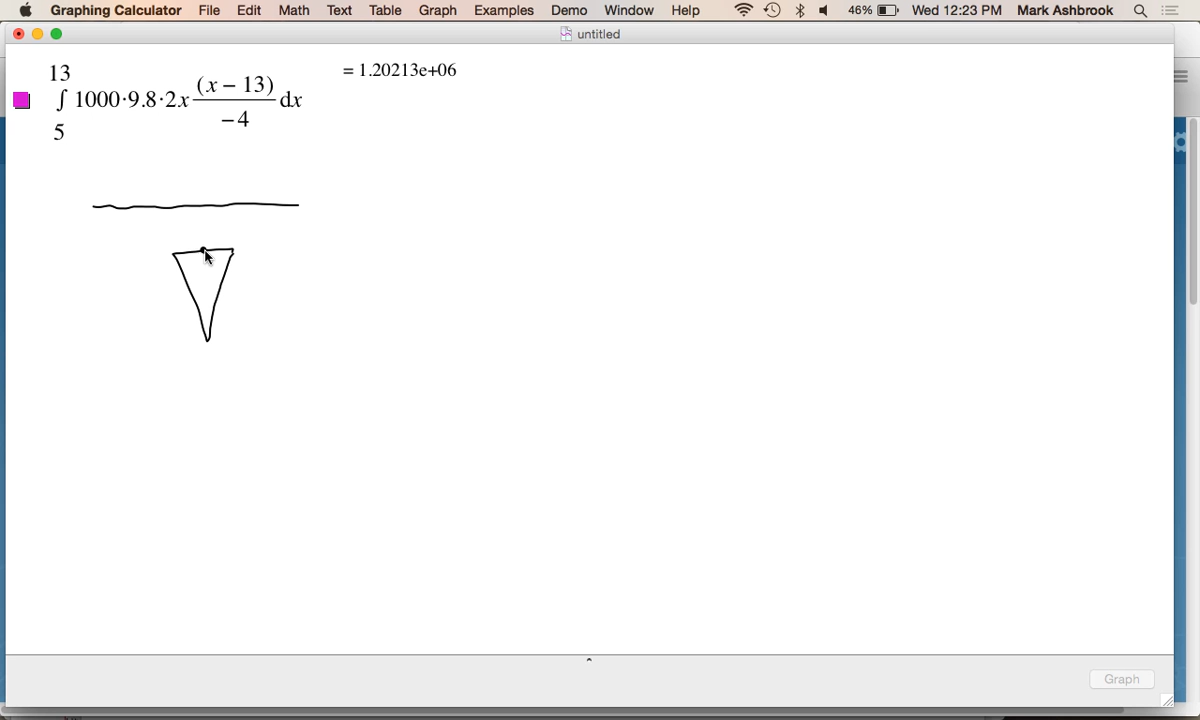 Graphing Calculator File Edit Math Text Table Graph Examples Demo Window Help 46% Wed 12:23 PM Mark Ashbrook
untitled
13
∫ 1000·9.8·2x (x – 13)/–4 dx = 1.20213e+06
5
Graph